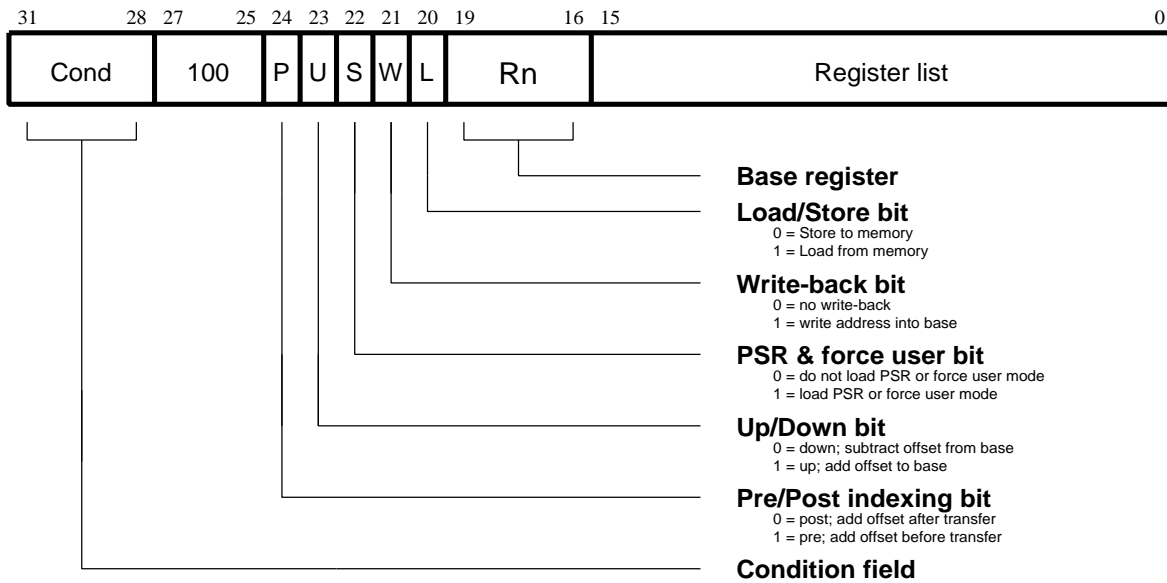 31 28 27 25 24 23 22 21 20 19 16 15 0
Cond 100 P U S W L Rn Register list
Base register
Load/Store bit
0 = Store to memory
1 = Load from memory
Write-back bit
0 = no write-back
1 = write address into base
PSR & force user bit
0 = do not load PSR or force user mode
1 = load PSR or force user mode
Up/Down bit
0 = down; subtract offset from base
1 = up; add offset to base
Pre/Post indexing bit
0 = post; add offset after transfer
1 = pre; add offset before transfer
Condition field